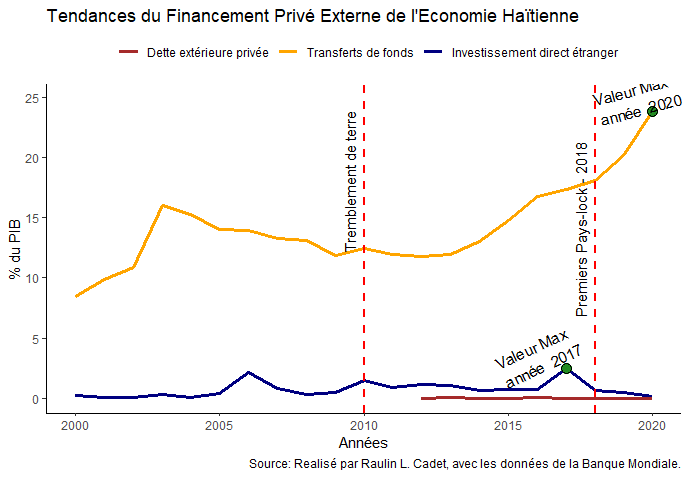 Tendances du Financement Privé Externe de l'Economie Haïtienne
Dette extérieure privée
Transferts de fonds
Investissement direct étranger
% du PIB
25
20
15
10
5
0
Tremblement de terre
Premiers Pays-lock - 2018
Valeur Max
année 2020
Valeur Max
année 2017
2000
2005
2010
2015
2020
Années
Source: Realisé par Raulin L. Cadet, avec les données de la Banque Mondiale.